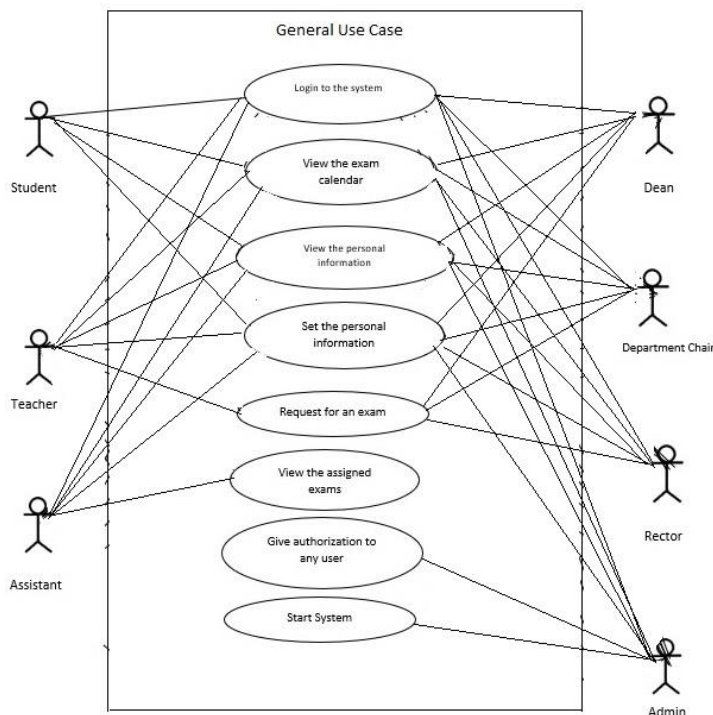 General Use Case
Login to the system
View the exam
calendar
Student
Dean
View the personal
information
Set the personal
information
Department Chair
Teacher
Request for an exam
View the assigned
exams
Rector
Assistant
Give authorization to
any user
Start System
Admin